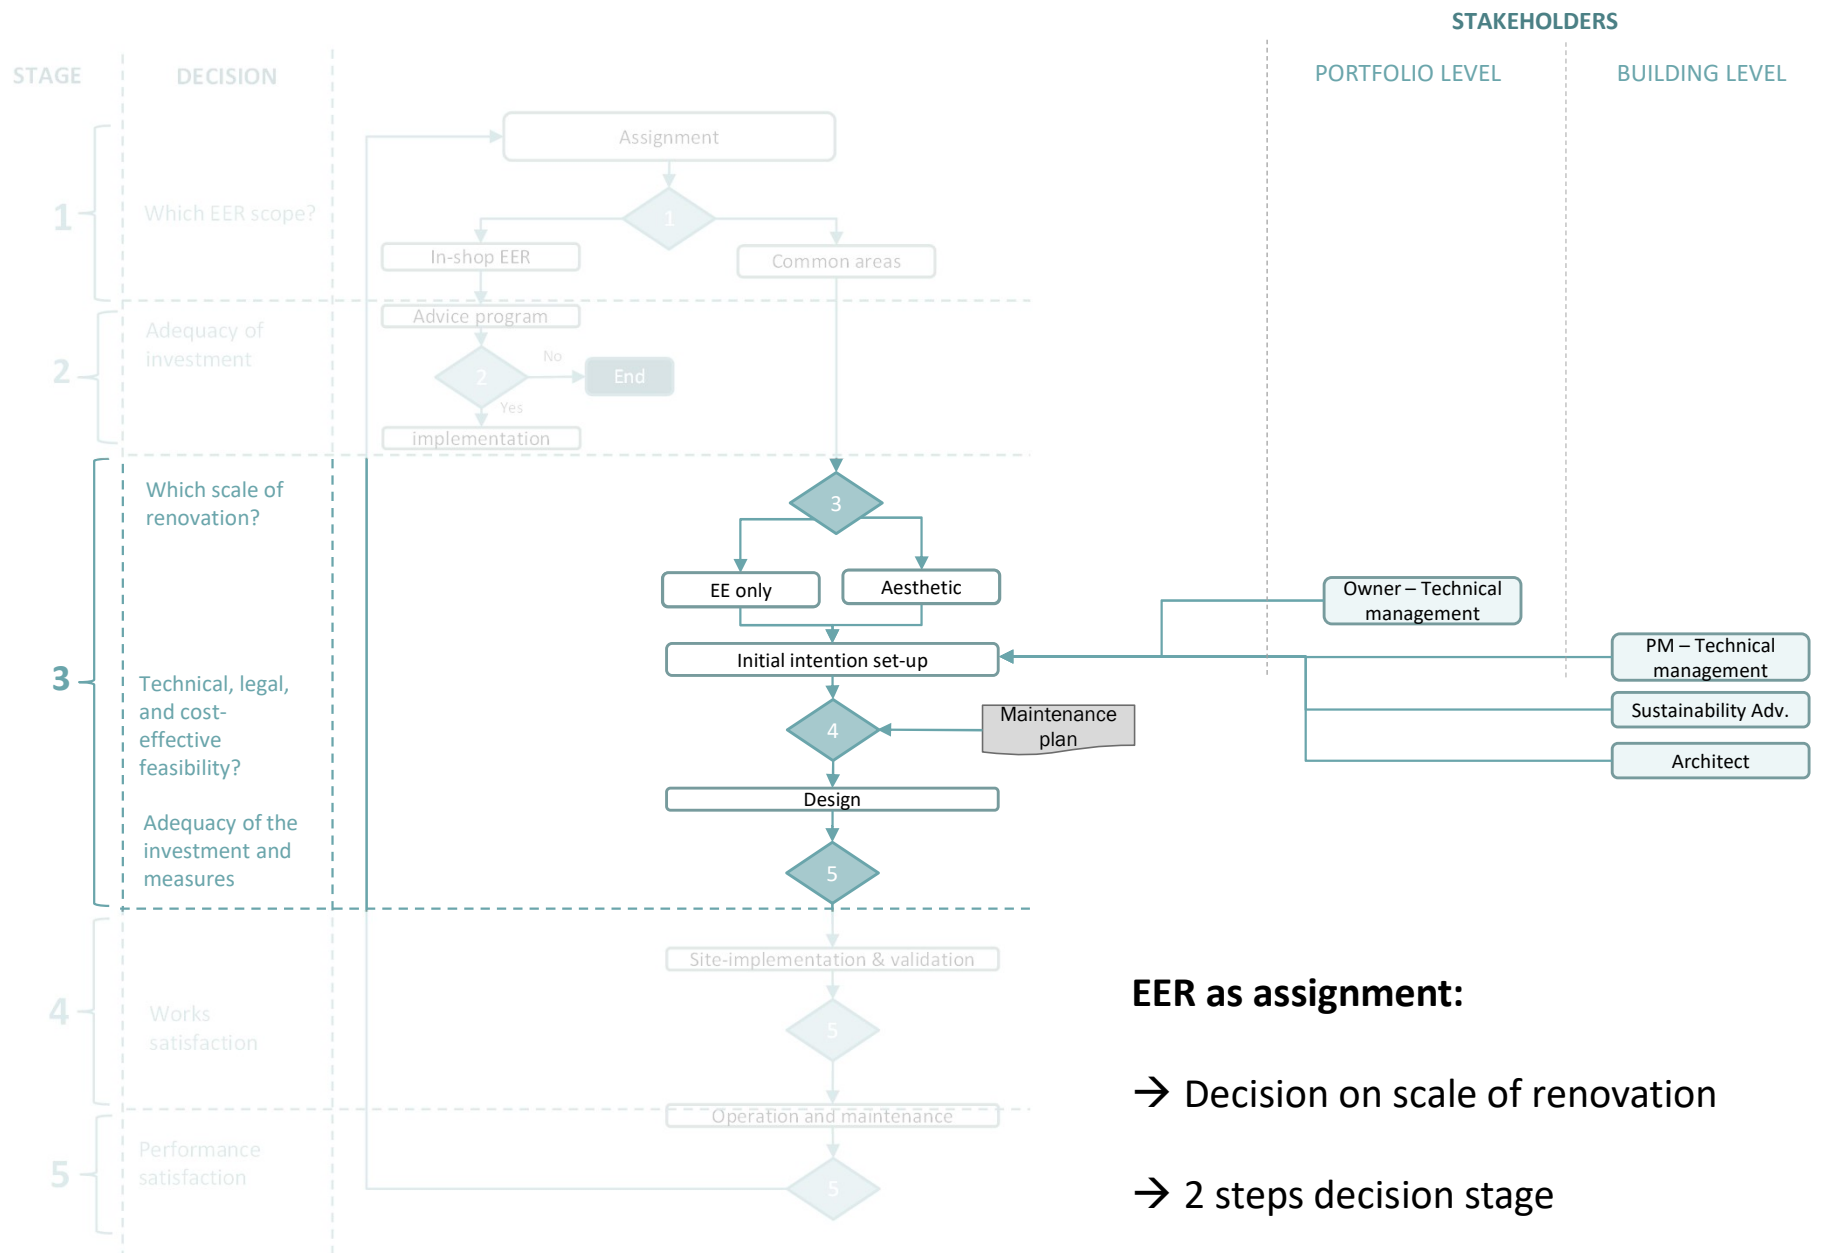 STAKEHOLDERS
STAGE
DECISION
PORTFOLIO LEVEL
BUILDING LEVEL
Assignment
1
Which EER scope?
1
In-shop EER
Common areas
Advice program
Adequacy of
investment
2
2
No
End
Yes
implementation
Which scale of
renovation?
3
EE only
Aesthetic
Owner – Technical
management
Initial intention set-up
PM – Technical
management
3
Technical, legal,
and cost-
effective
feasibility?
4
Maintenance
plan
Sustainability Adv.
Architect
Design
Adequacy of the
investment and
measures
5
Site-implementation & validation
4
Works
satisfaction
5
Operation and maintenance
5
Performance
satisfaction
5
EER as assignment:
→ Decision on scale of renovation
→ 2 steps decision stage